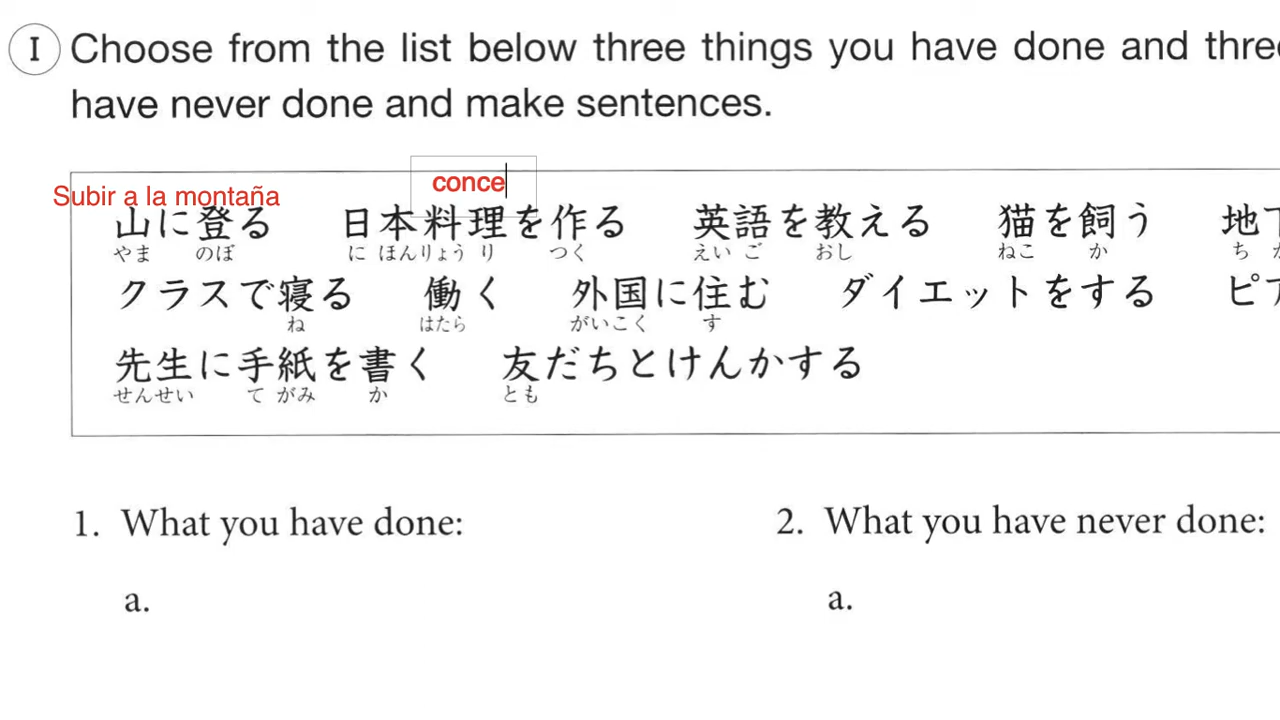 I Choose from the list below three things you have done and three
have never done and make sentences.
conce
Subir a la montaña
山に登る 日本料理を作る 英語を教える 猫を飼う 地下
やま のぼ に ほんりょう り つく えい ご おし ねこ か ち か
クラスで寝る 働く 外国に住む ダイエットをする ピア
ね はたら がいこく す
先生に手紙を書く 友だちとけんかする
せんせい て がみ か とも
1. What you have done: 2. What you have never done:
a. a.